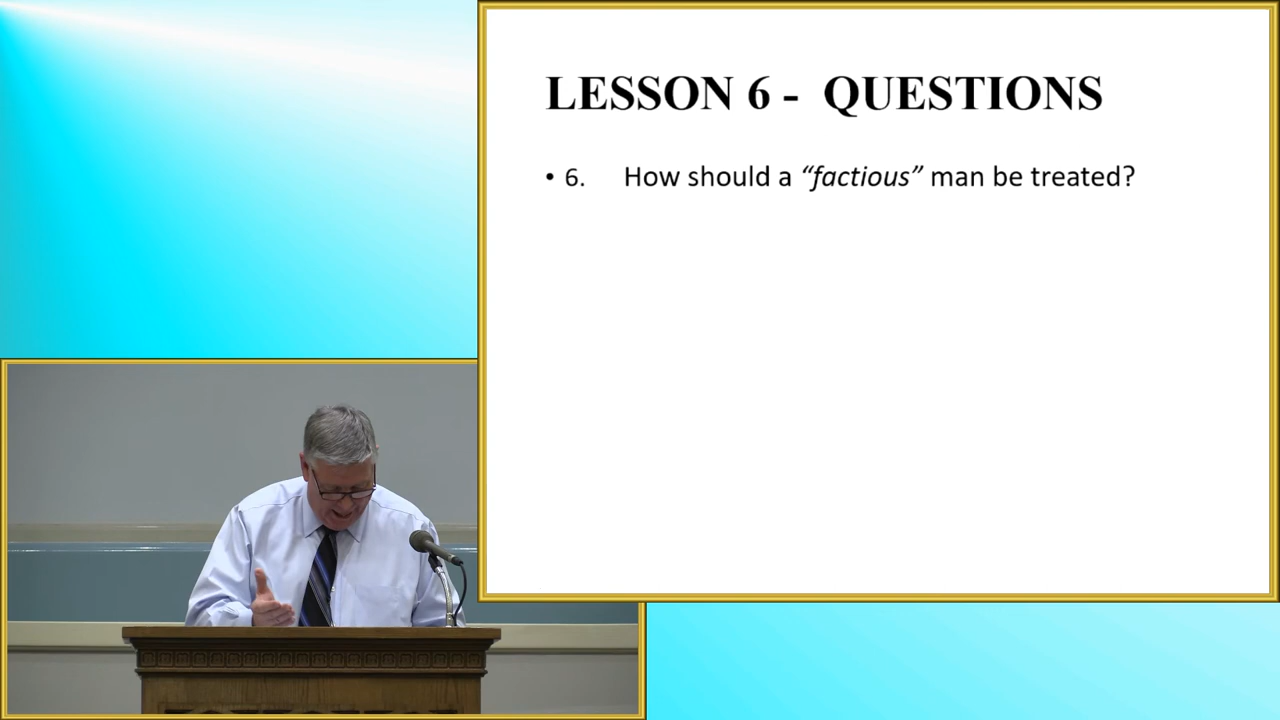 LESSON 6 - QUESTIONS
• 6. How should a “factious” man be treated?